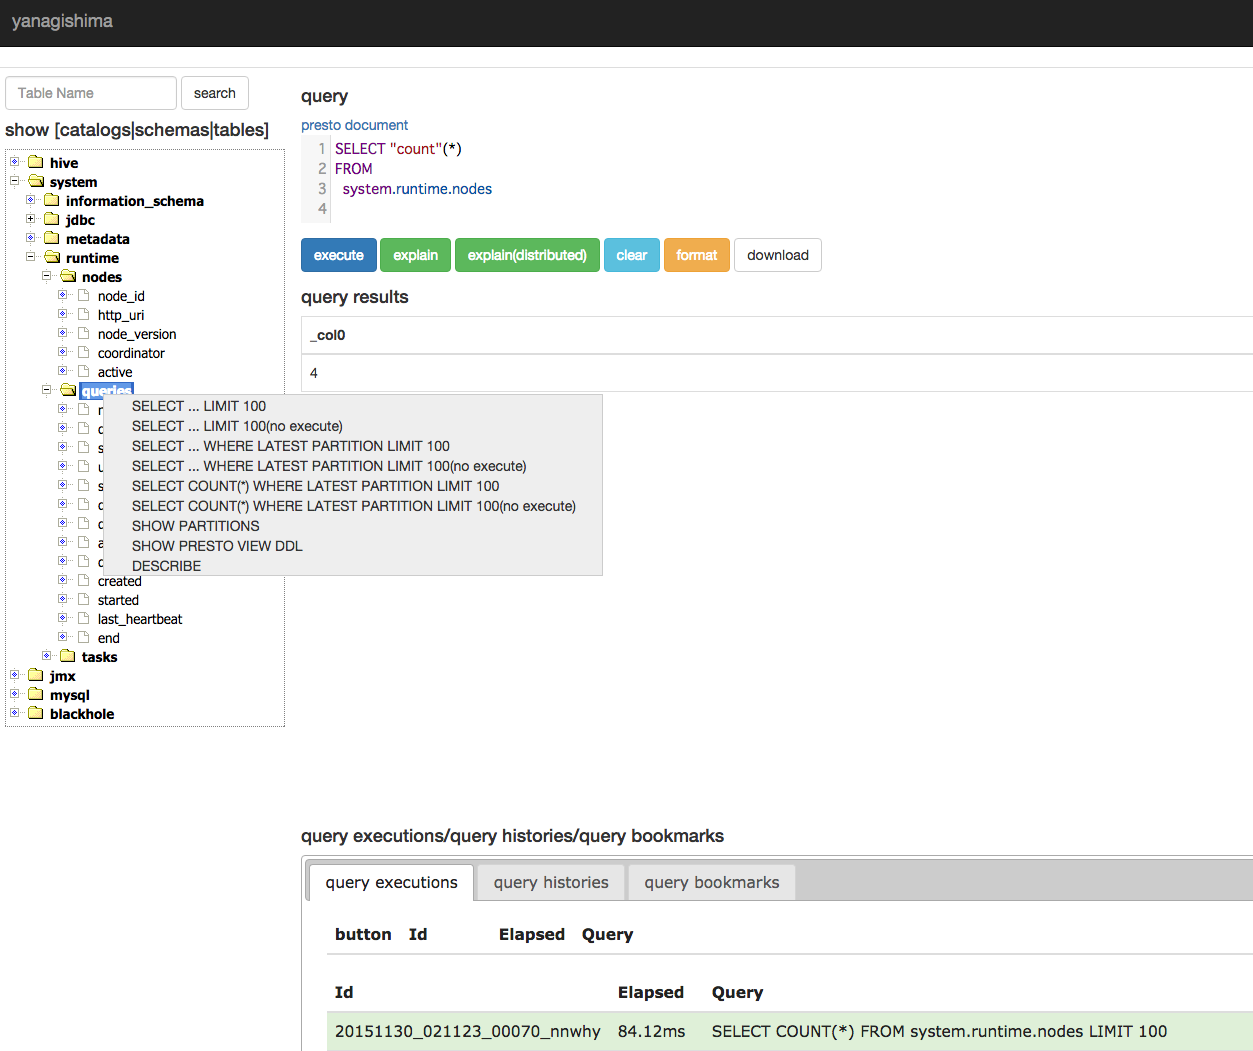 yanagishima
Table Name
search
show [catalogs|schemas|tables]
hive
system
information_schema
jdbc
metadata
runtime
nodes
node_id
http_uri
node_version
coordinator
active
queries
created
started
last_heartbeat
end
tasks
jmx
mysql
blackhole
SELECT ... LIMIT 100
SELECT ... LIMIT 100(no execute)
SELECT ... WHERE LATEST PARTITION LIMIT 100
SELECT ... WHERE LATEST PARTITION LIMIT 100(no execute)
SELECT COUNT(*) WHERE LATEST PARTITION LIMIT 100
SELECT COUNT(*) WHERE LATEST PARTITION LIMIT 100(no execute)
SHOW PARTITIONS
SHOW PRESTO VIEW DDL
DESCRIBE
query
presto document
1 SELECT "count"(*)
2 FROM
3 system.runtime.nodes
4
execute explain explain(distributed) clear format download
query results
_col0
4
query executions/query histories/query bookmarks
query executions query histories query bookmarks
button Id Elapsed Query
Id Elapsed Query
20151130_021123_00070_nnwhy 84.12ms SELECT COUNT(*) FROM system.runtime.nodes LIMIT 100